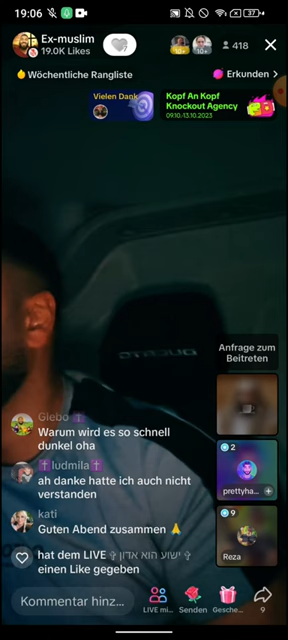 19:06
37
Ex-muslim
19.0K Likes
10+
10+
418
Wöchentliche Rangliste
Erkunden >
Vielen Dank
Kopf An Kopf
Knockout Agency
09.10.-13.10.2023
Anfrage zum
Beitreten
2
prettyha...
9
Reza
Glebo ✝️
Warum wird es so schnell
dunkel oha
✝️ludmila✝️
ah danke hatte ich auch nicht
verstanden
kati
Guten Abend zusammen 🙏
hat dem LIVE ✞ ישוע הוא אדון ✞
einen Like gegeben
Kommentar hinz...
LIVE mi...
Senden
Gesche...
9